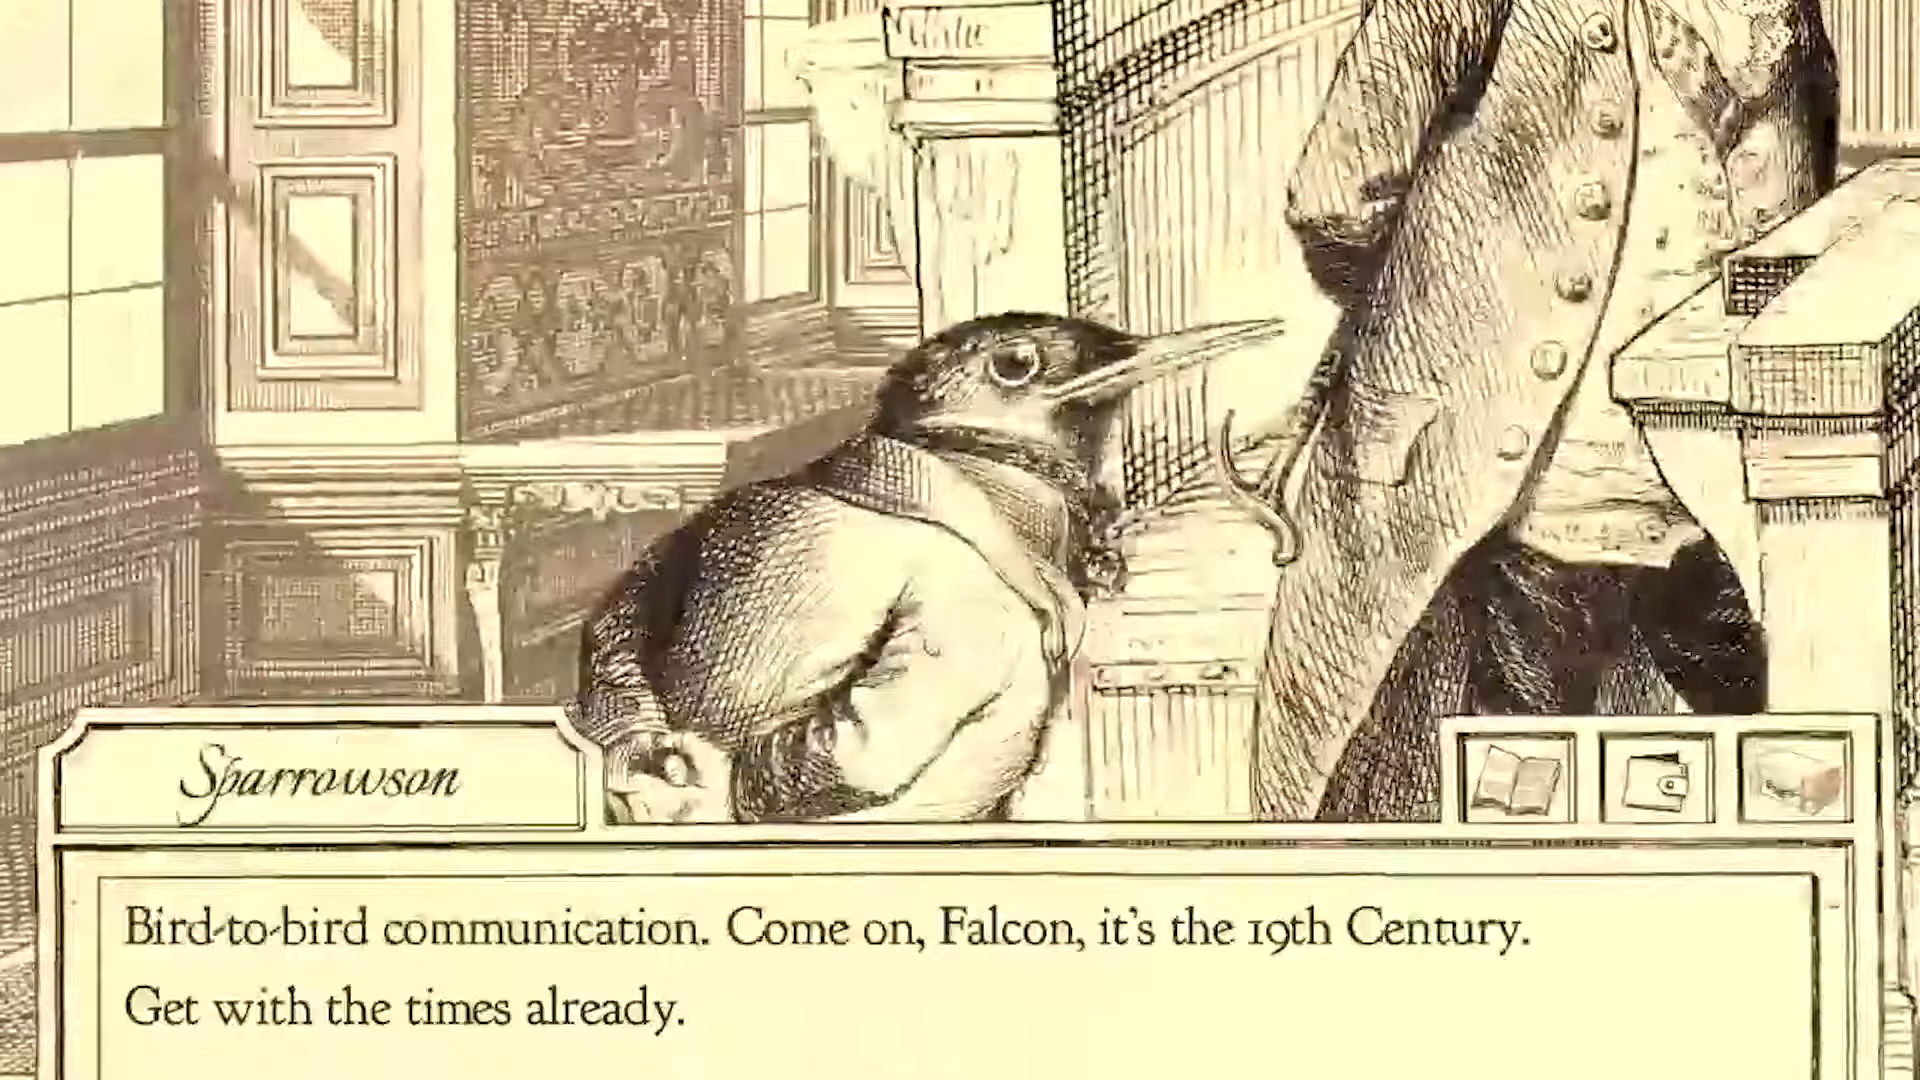 Sparrowson
Bird-to-bird communication. Come on, Falcon, it's the 19th Century.
Get with the times already.